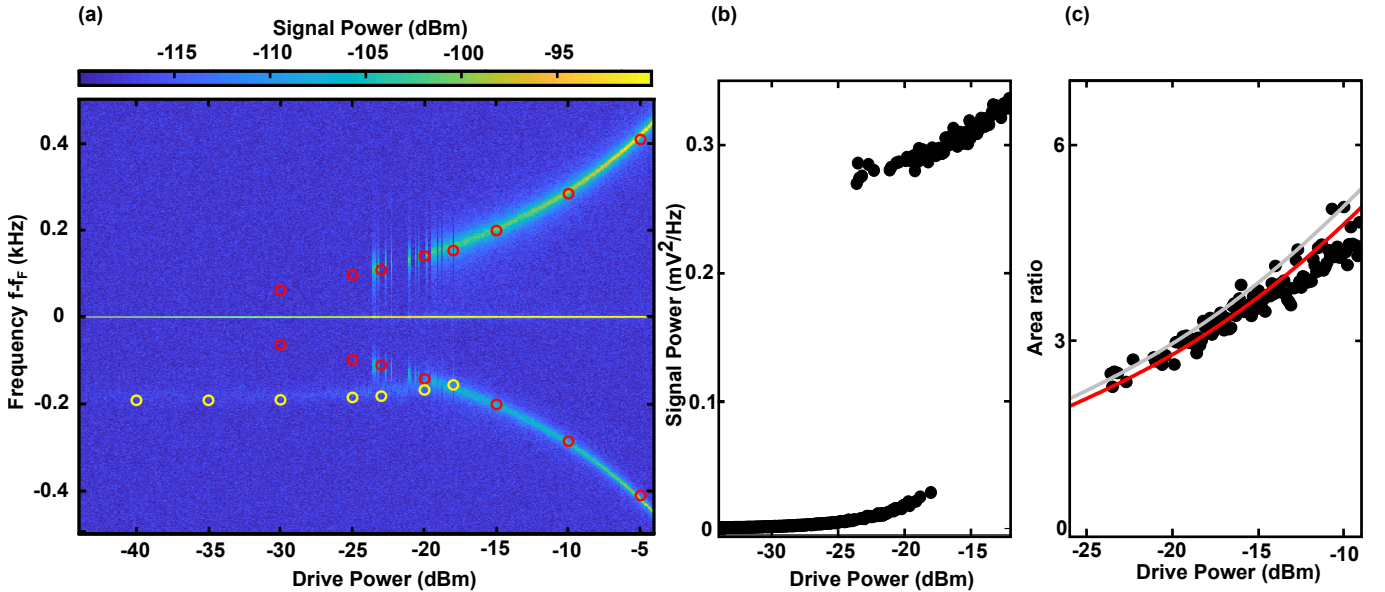 (a)
Signal Power (dBm)
-115 -110 -105 -100 -95
Frequency f-f_F (kHz)
0.4
0.2
0
-0.2
-0.4
-40 -35 -30 -25 -20 -15 -10 -5
Drive Power (dBm)
(b)
Signal Power (mV²/Hz)
0.3
0.2
0.1
0
-30 -20 -15
Drive Power (dBm)
(c)
Area ratio
6
3
0
-25 -20 -15 -10
Drive Power (dBm)